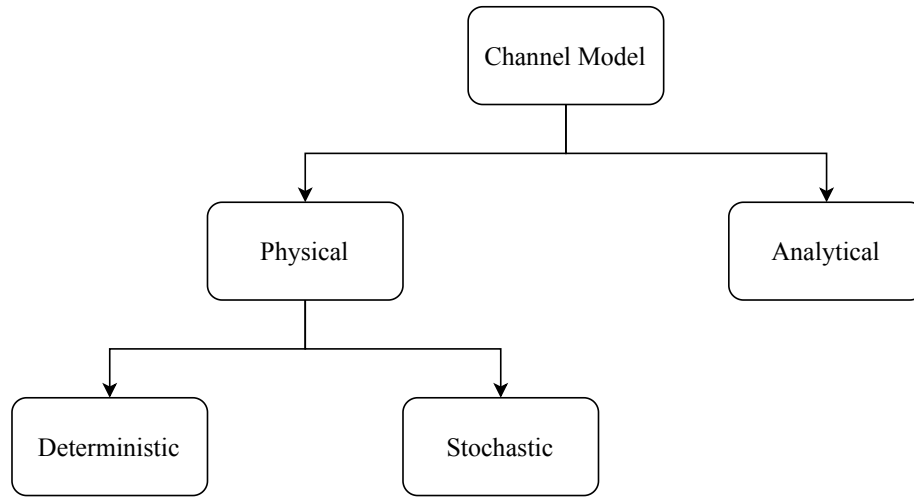 Channel Model
Physical
Analytical
Deterministic
Stochastic